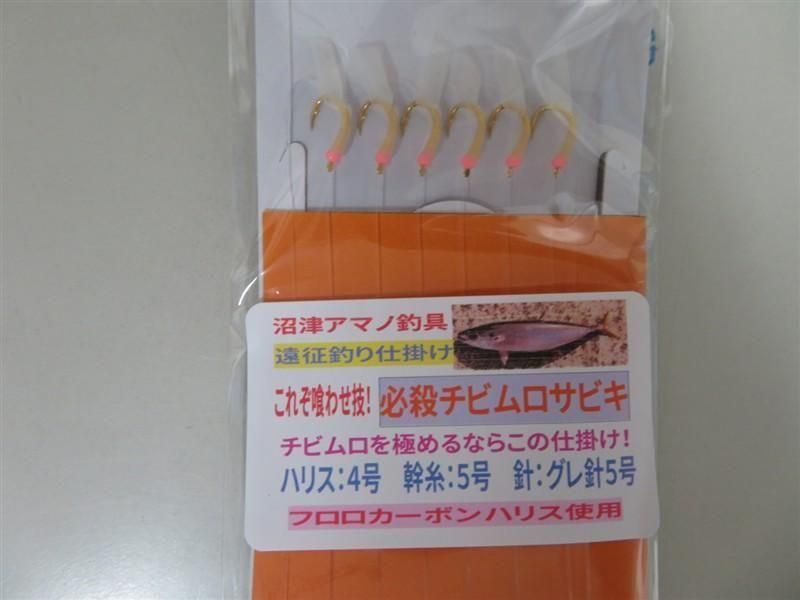 沼津アマノ釣具
遠征釣り仕掛け
これぞ喰わせ技！必殺チビムロサビキ
チビムロを極めるならこの仕掛け！
ハリス：4号　幹糸：5号　針：グレ針5号
フロロカーボンハリス使用